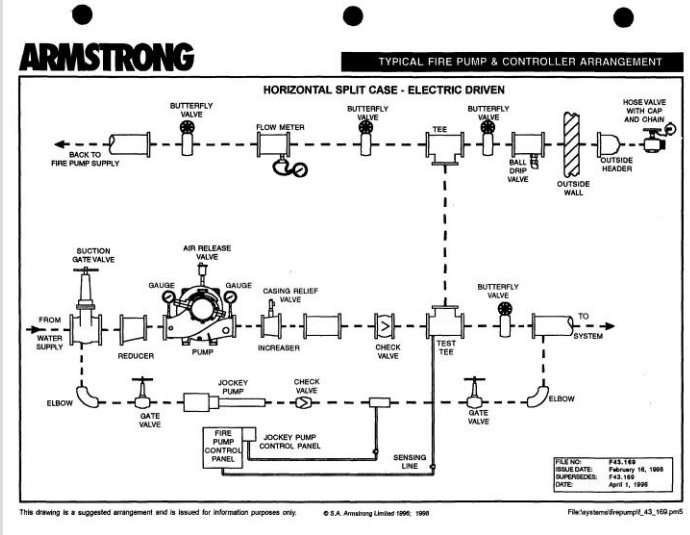 ARMSTRONG
TYPICAL FIRE PUMP & CONTROLLER ARRANGEMENT
HORIZONTAL SPLIT CASE - ELECTRIC DRIVEN
BUTTERFLY
VALVE
FLOW METER
BUTTERFLY
VALVE
TEE
BUTTERFLY
VALVE
HOSE VALVE
WITH CAP
AND CHAIN
BACK TO
FIRE PUMP SUPPLY
BALL
DRIP
VALVE
OUTSIDE
WALL
OUTSIDE
HEADER
SUCTION
GATE VALVE
AIR RELEASE
VALVE
GAUGE
GAUGE
CASING RELIEF
VALVE
BUTTERFLY
VALVE
FROM
WATER
SUPPLY
REDUCER
PUMP
INCREASER
CHECK
VALVE
TEST
TEE
TO
SYSTEM
ELBOW
GATE
VALVE
JOCKEY
PUMP
CHECK
VALVE
GATE
VALVE
ELBOW
FIRE
PUMP
CONTROL
PANEL
JOCKEY PUMP
CONTROL PANEL
SENSING
LINE
FILE NO: F43.169
ISSUE DATE: February 16, 1998
SUPERSEDES: F43.169
DATE: April 1, 1996
This drawing is a suggested arrangement and is issued for information purposes only.
© S.A. Armstrong Limited 1996; 1998
File:\systems\firepump\f_43_169.pm5